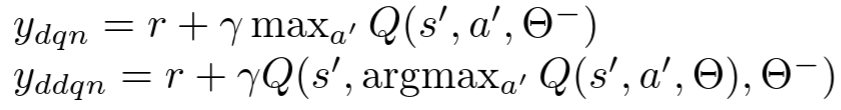 y_{dqn} = r + γ max_{a′} Q(s′, a′, Θ⁻)
y_{ddqn} = r + γQ(s′, argmax_{a′} Q(s′, a′, Θ), Θ⁻)